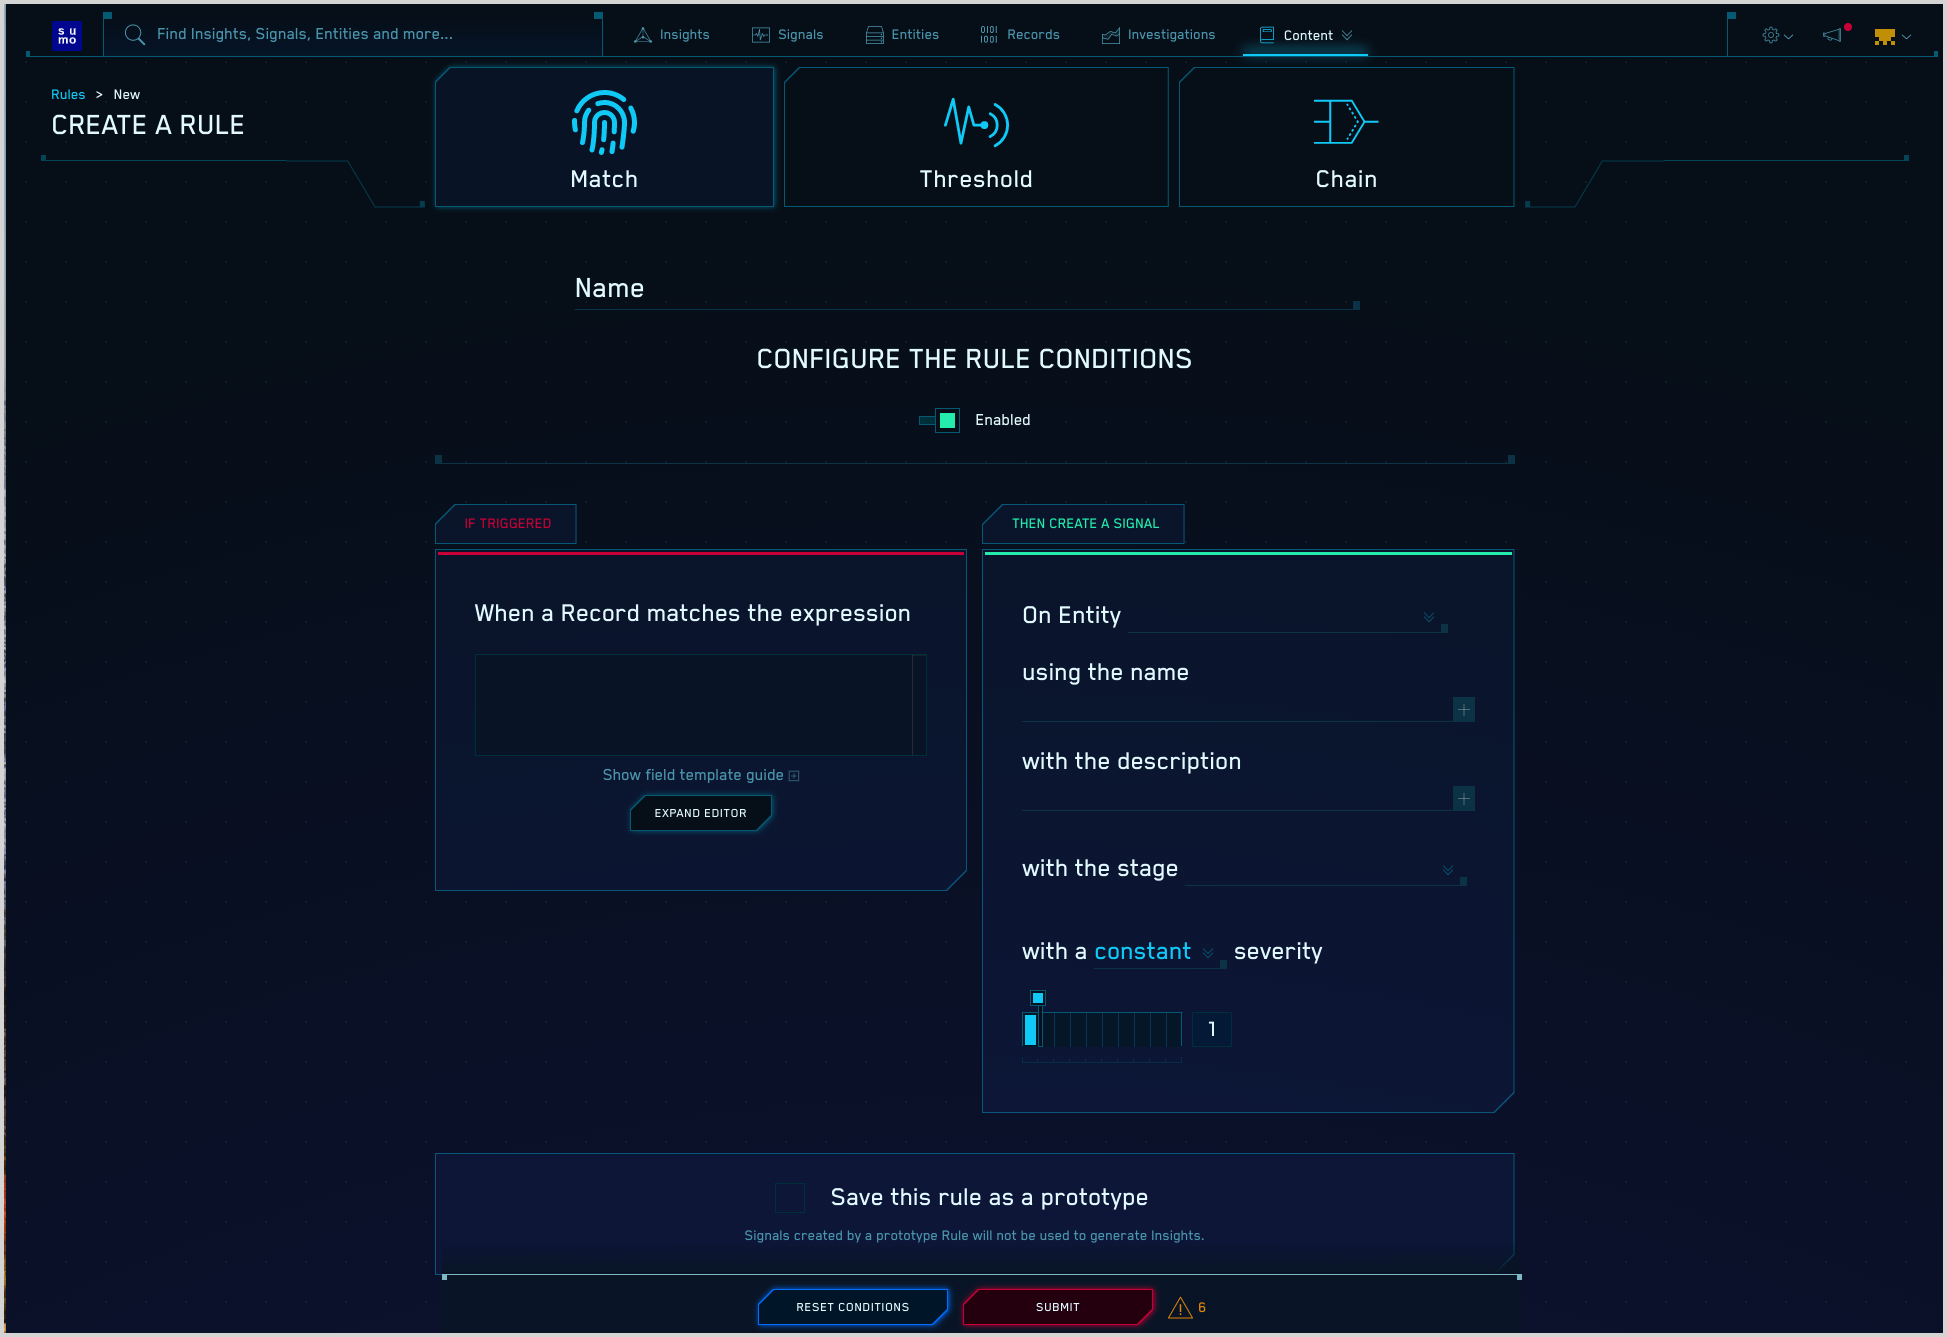 su
mo
Find Insights, Signals, Entities and more...
Insights
Signals
Entities
0101
1001
Records
Investigations
Content
Rules > New
CREATE A RULE
Match
Threshold
Chain
Name
CONFIGURE THE RULE CONDITIONS
Enabled
IF TRIGGERED
When a Record matches the expression
Show field template guide
EXPAND EDITOR
THEN CREATE A SIGNAL
On Entity
using the name
with the description
with the stage
with a constant severity
1
Save this rule as a prototype
Signals created by a prototype Rule will not be used to generate Insights.
RESET CONDITIONS
SUBMIT
6